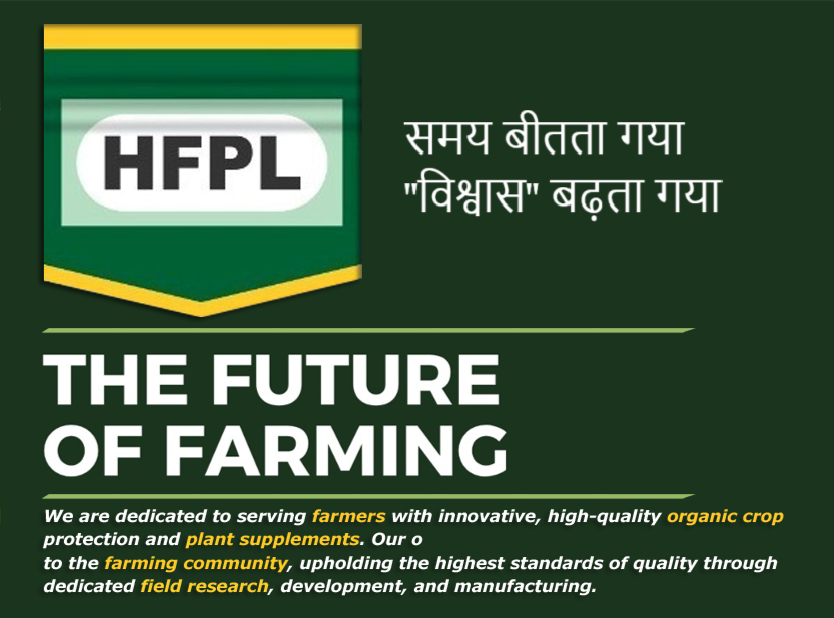 HFPL
समय बीतता गया
"विश्वास" बढ़ता गया
THE FUTURE
OF FARMING
We are dedicated to serving farmers with innovative, high-quality organic crop
protection and plant supplements. Our o
to the farming community, upholding the highest standards of quality through
dedicated field research, development, and manufacturing.